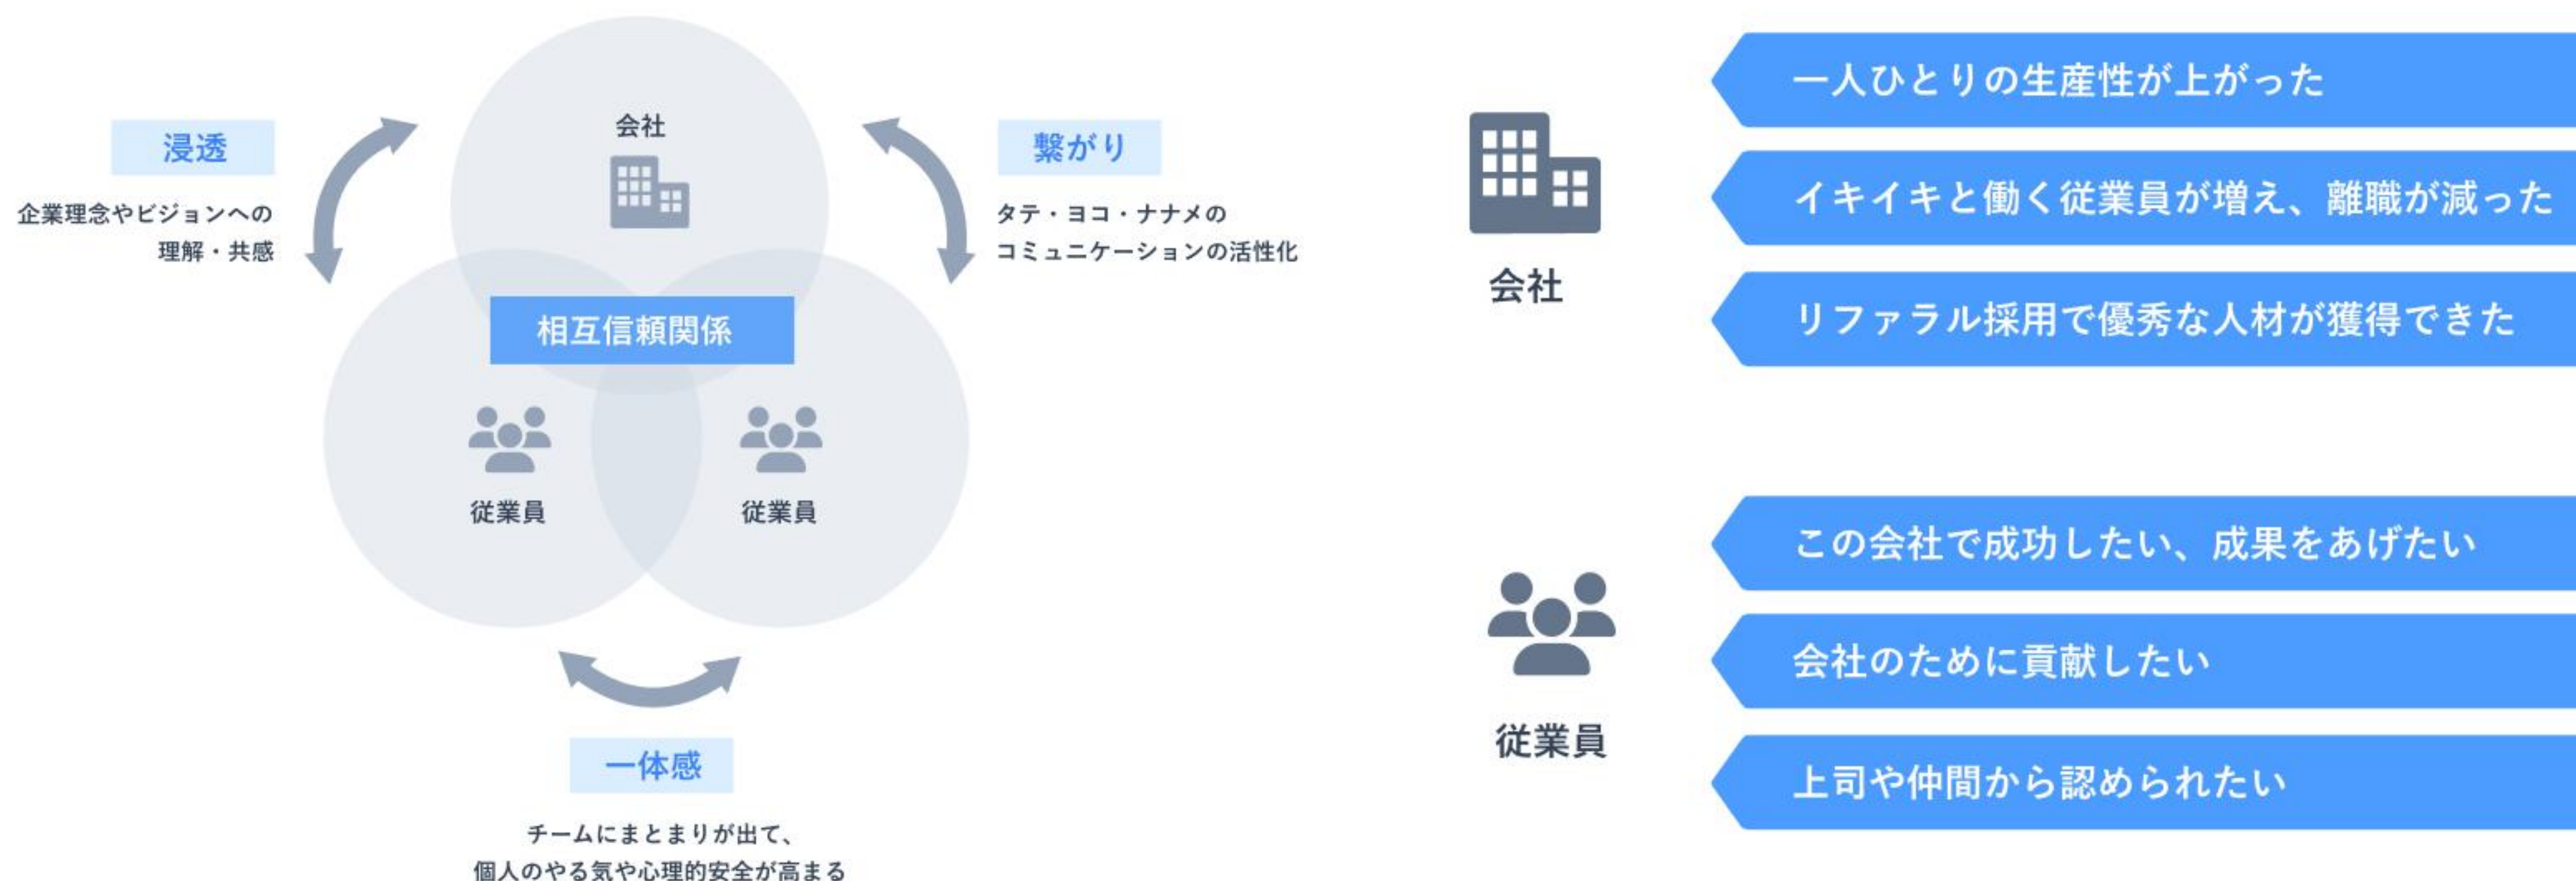 会社
浸透
企業理念やビジョンへの
理解・共感
繋がり
タテ・ヨコ・ナナメの
コミュニケーションの活性化
相互信頼関係
従業員
従業員
一体感
チームにまとまりが出て、
個人のやる気や心理的安全が高まる
会社
一人ひとりの生産性が上がった
イキイキと働く従業員が増え、離職が減った
リファラル採用で優秀な人材が獲得できた
従業員
この会社で成功したい、成果をあげたい
会社のために貢献したい
上司や仲間から認められたい